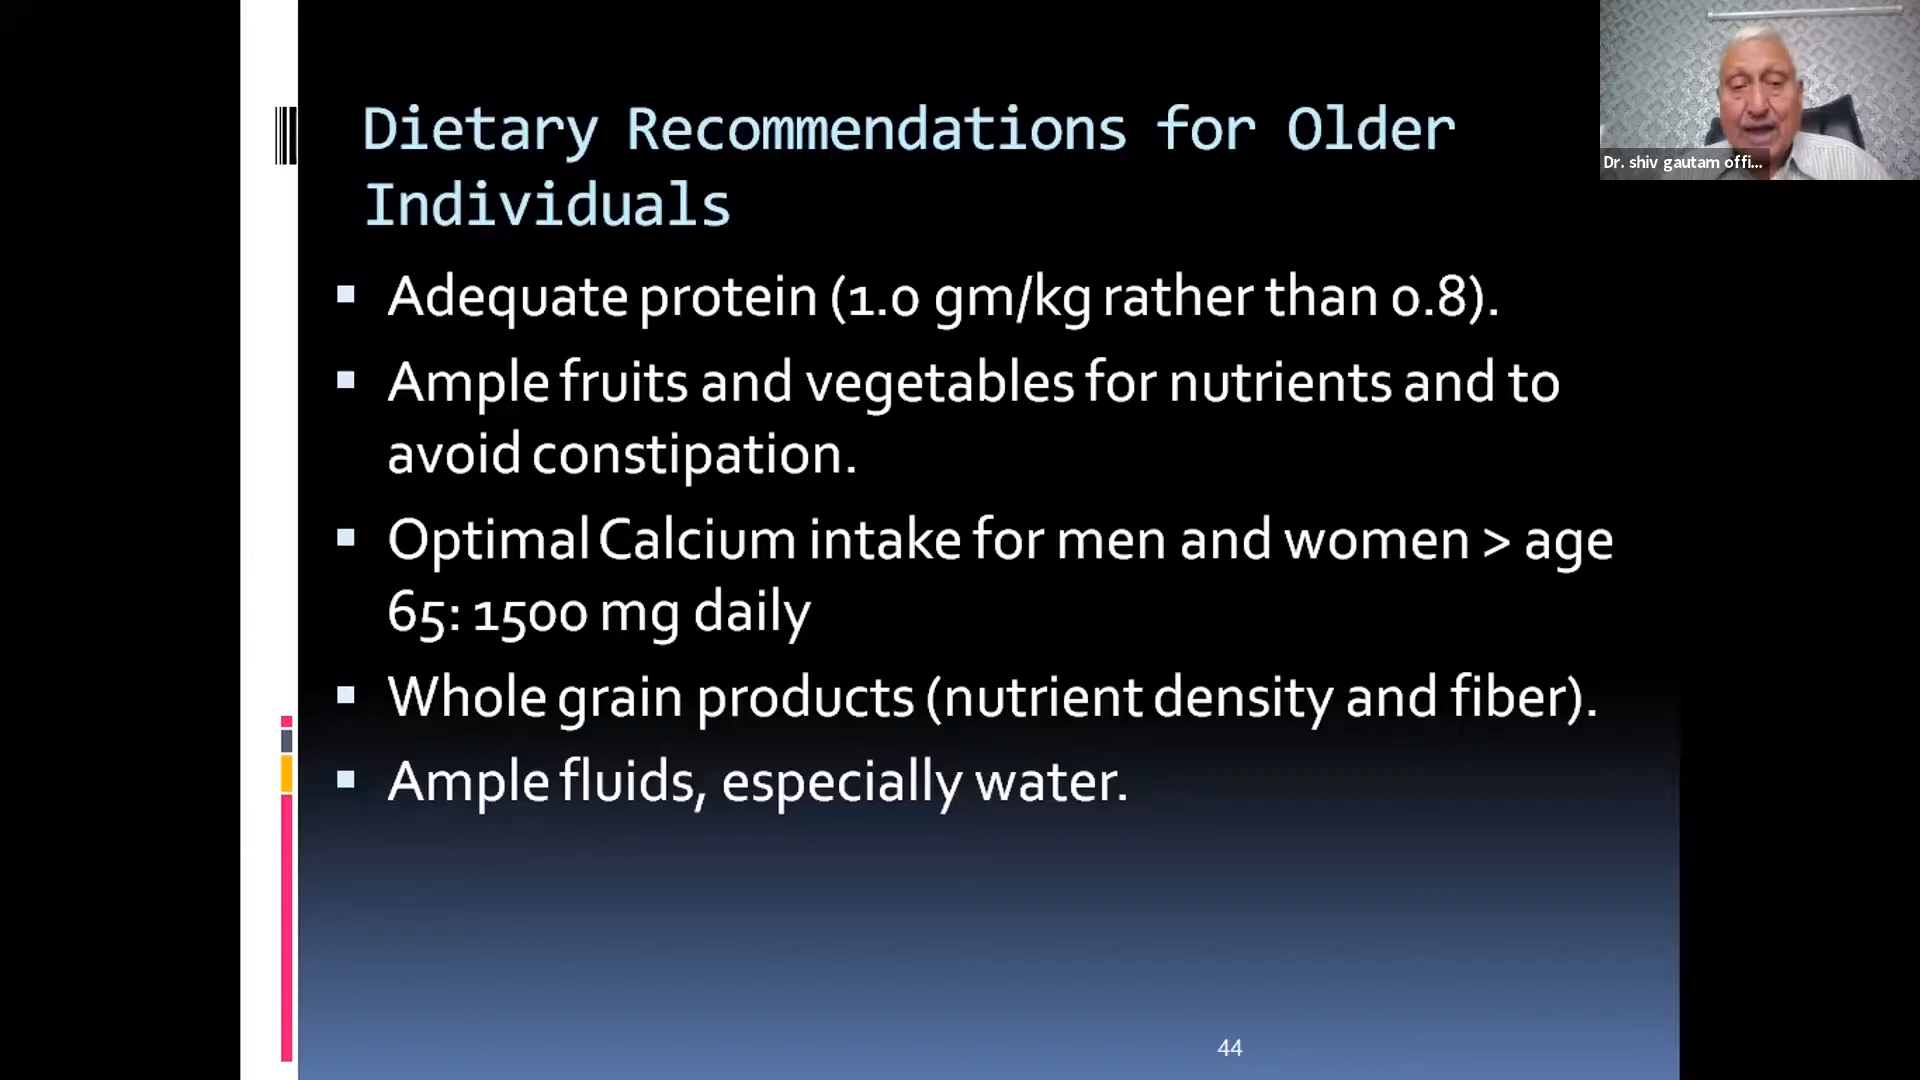 Dietary Recommendations for Older
Individuals
Adequate protein (1.0 gm/kg rather than 0.8).
Ample fruits and vegetables for nutrients and to
avoid constipation.
Optimal Calcium intake for men and women > age
65: 1500 mg daily
Whole grain products (nutrient density and fiber).
Ample fluids, especially water.
44
Dr. shiv gautam offi...